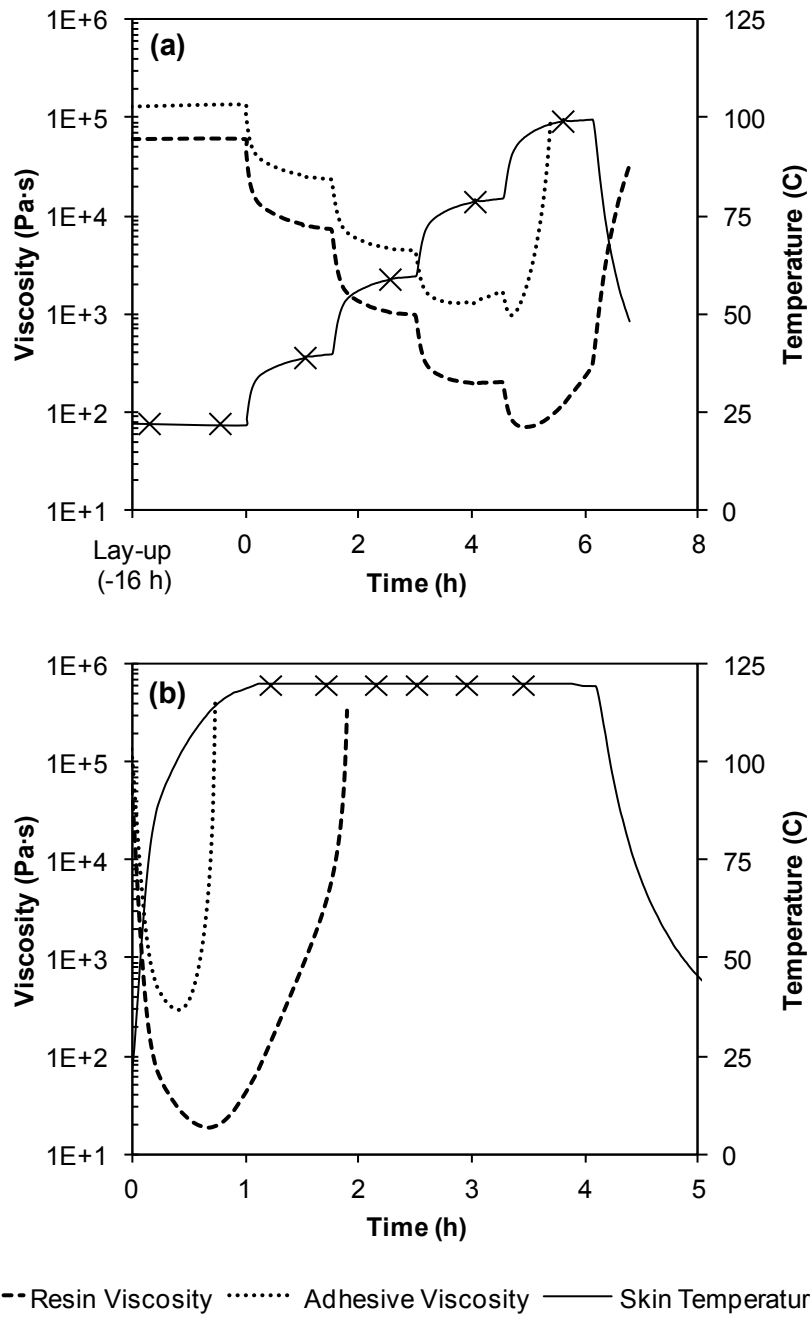 (a)
1E+6
1E+5
1E+4
1E+3
1E+2
1E+1
Viscosity (Pa·s)
125
100
75
50
25
0
Temperature (C)
Lay-up
(-16 h)
0 2 4 6 8
Time (h)
(b)
1E+6
1E+5
1E+4
1E+3
1E+2
1E+1
Viscosity (Pa·s)
125
100
75
50
25
0
Temperature (C)
0 1 2 3 4 5
Time (h)
Resin Viscosity Adhesive Viscosity Skin Temperatur